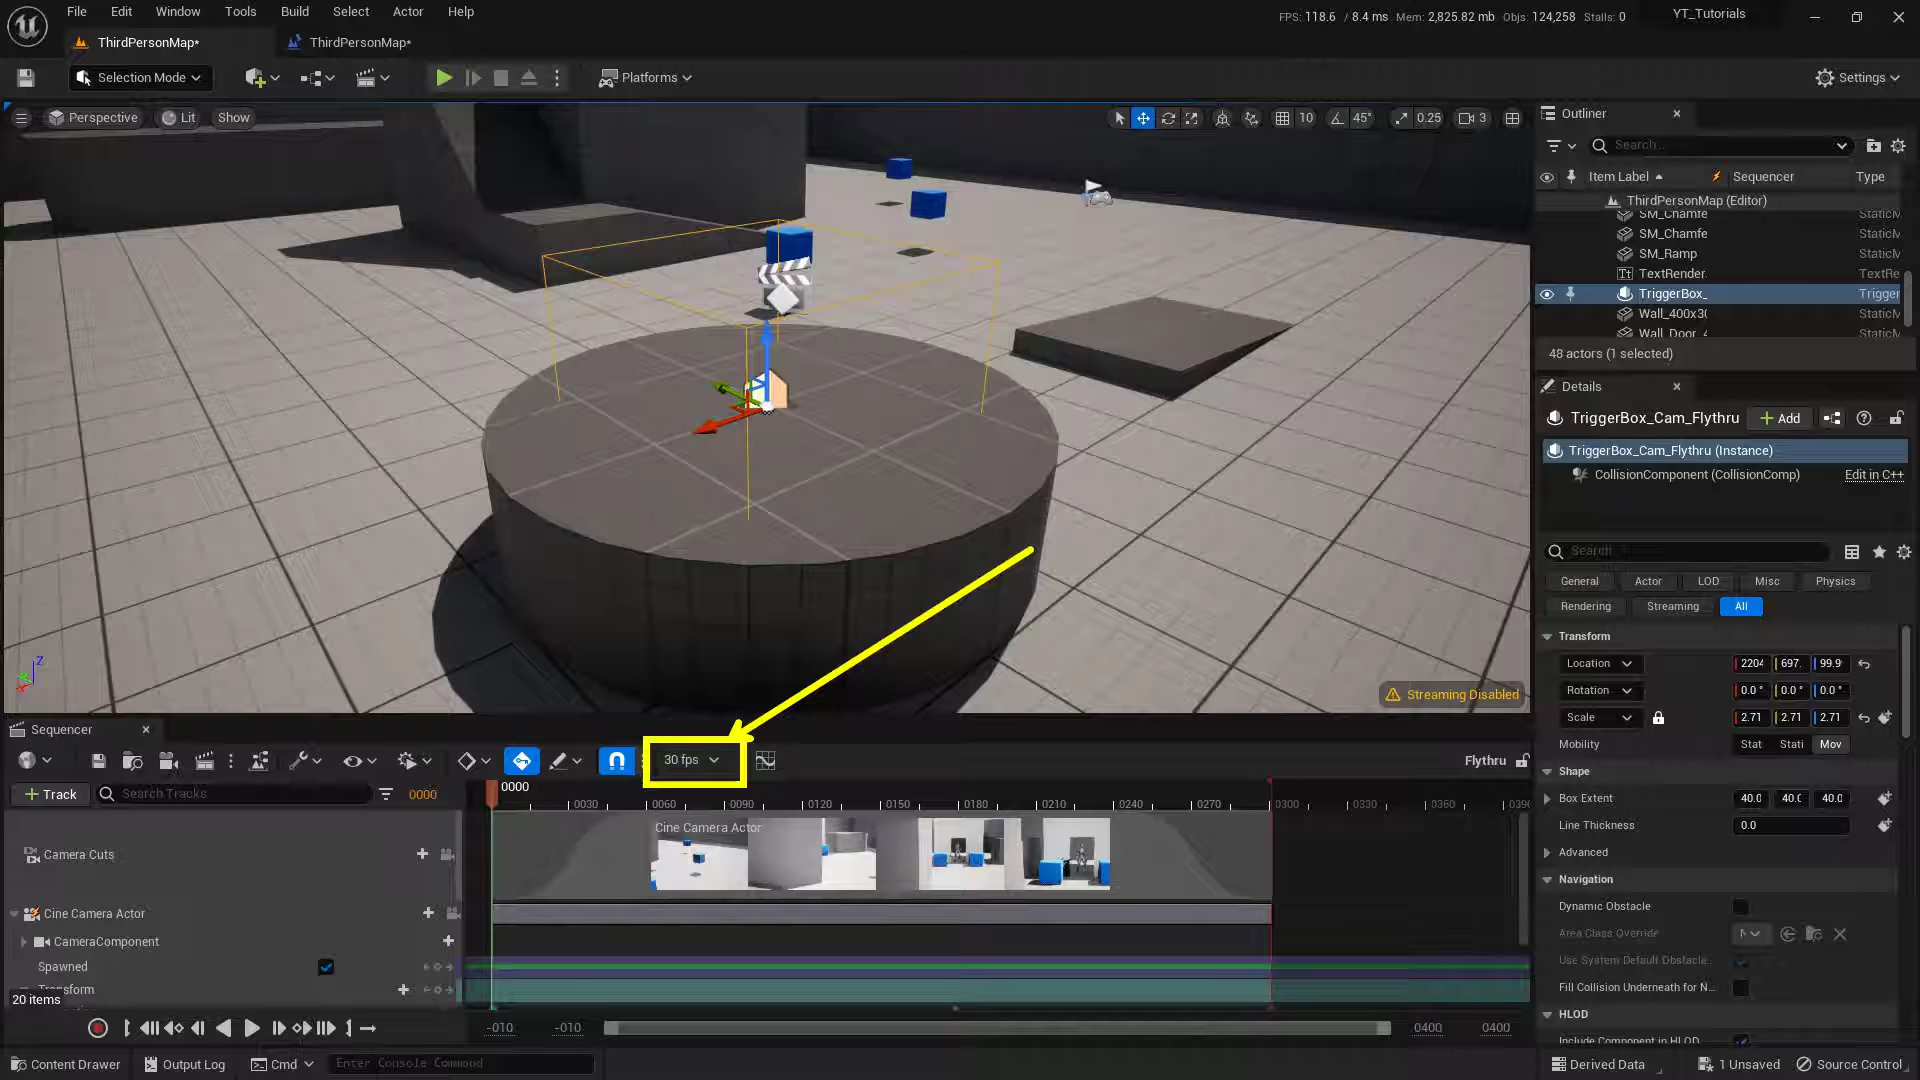 File Edit Window Tools Build Select Actor Help
FPS: 118.6 / 8.4 ms Mem: 2,825.82 mb Objs: 124,258 Stalls: 0
YT_Tutorials
ThirdPersonMap*
ThirdPersonMap*
Selection Mode
Platforms
Settings
Perspective Lit Show
10 45° 0.25 3
Streaming Disabled
Z
Outliner
Search...
Item Label Sequencer Type
ThirdPersonMap (Editor)
SM_Chamfe StaticM
SM_Chamfe StaticM
SM_Ramp StaticM
Tt TextRender TextRe
TriggerBox_ Trigger
Wall_400x30 StaticM
Wall_Door_4 StaticM
48 actors (1 selected)
Details
TriggerBox_Cam_Flythru
Add
TriggerBox_Cam_Flythru (Instance)
CollisionComponent (CollisionComp) Edit in C++
Search
General Actor LOD Misc Physics
Rendering Streaming All
Transform
Location 2204 697. 99.9
Rotation 0.0° 0.0° 0.0°
Scale 2.71 2.71 2.71
Mobility Stat Stati Mov
Shape
Box Extent 40.0 40.0 40.0
Line Thickness 0.0
Advanced
Navigation
Dynamic Obstacle
Area Class Override
Use System Default Obstacle
Fill Collision Underneath for N...
HLOD
Include Component in HLOD
Sequencer
30 fps
Flythru
Track
Search Tracks
0000
0000
0030 0060 0090 0120 0150 0180 0210 0240 0270 0300 0330 0360 0390
Cine Camera Actor
Camera Cuts
Cine Camera Actor
CameraComponent
Spawned
Transform
20 items
-010 -010 0400 0400
Content Drawer Output Log Cmd Enter Console Command
Derived Data 1 Unsaved Source Control